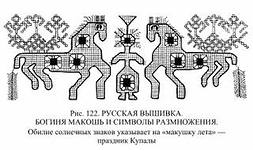 Рис. 122. РУССКАЯ ВЫШИВКА.
БОГИНЯ МАКОШЬ И СИМВОЛЫ РАЗМНОЖЕНИЯ.
Обилие солнечных знаков указывает на «макушку лета» —
праздник Купалы